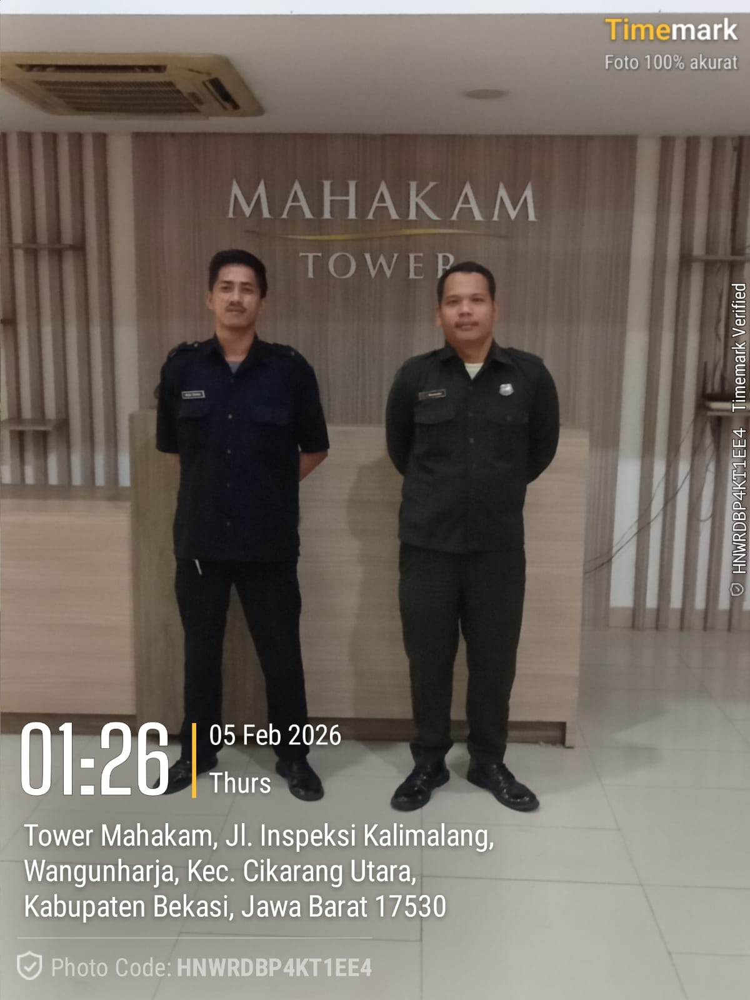 Timemark
Foto 100% akurat
MAHAKAM
TOWER
HNWRDBP4KT1EE4 Timemark Verified
01:26
05 Feb 2026
Thurs
Tower Mahakam, Jl. Inspeksi Kalimalang,
Wangunharja, Kec. Cikarang Utara,
Kabupaten Bekasi, Jawa Barat 17530
Photo Code: HNWRDBP4KT1EE4